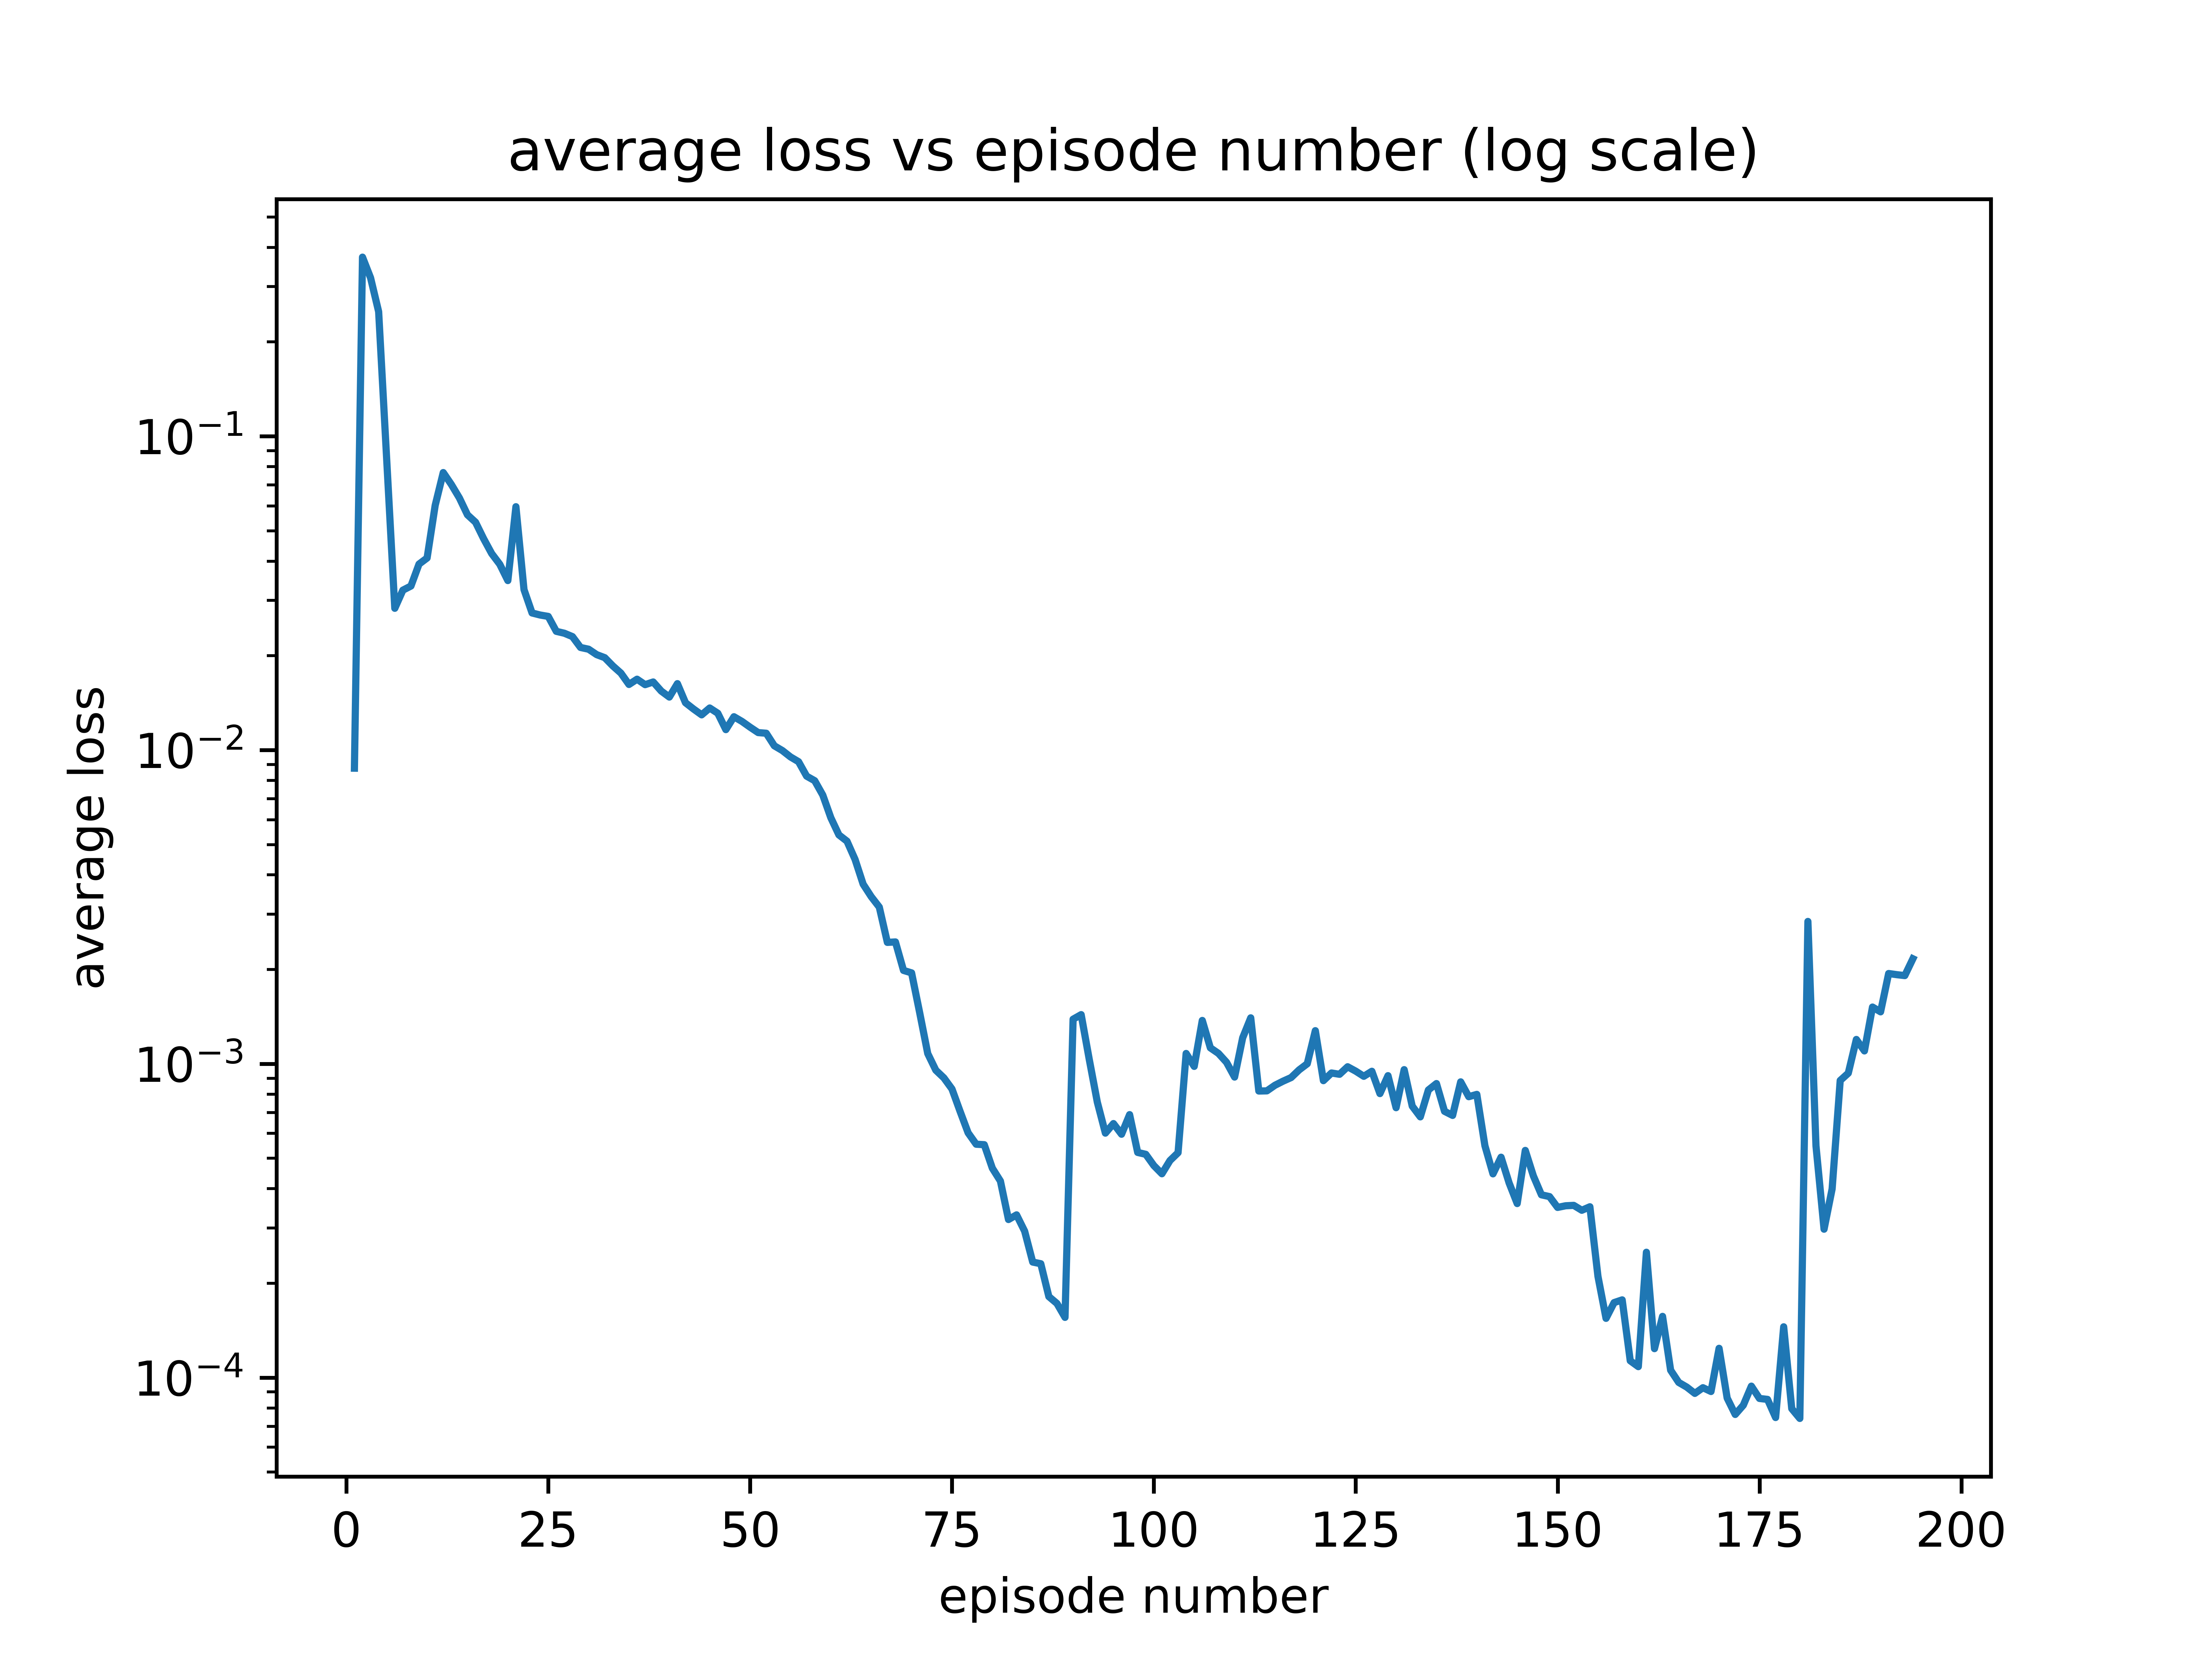 average loss vs episode number (log scale)
average loss
10⁻¹
10⁻²
10⁻³
10⁻⁴
0 25 50 75 100 125 150 175 200
episode number